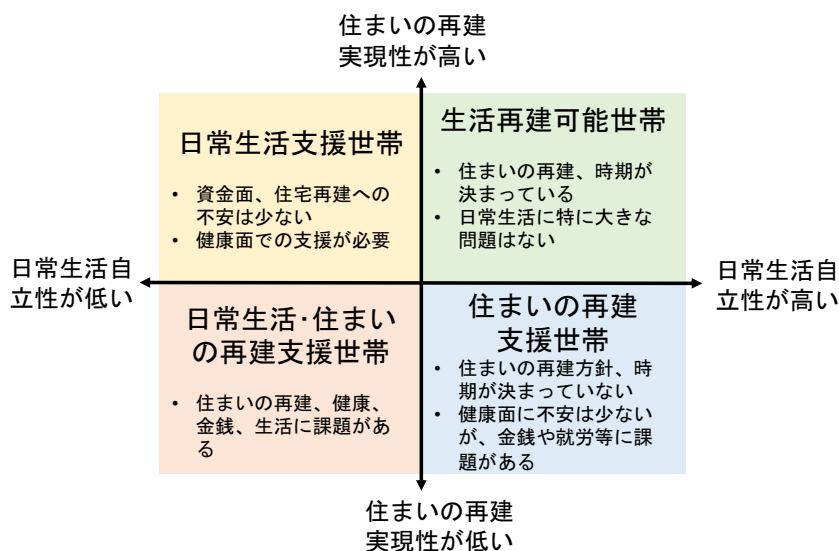 住まいの再建
実現性が高い
日常生活支援世帯
• 資金面、住宅再建への
不安は少ない
• 健康面での支援が必要
生活再建可能世帯
• 住まいの再建、時期が
決まっている
• 日常生活に特に大きな
問題はない
日常生活自
立性が低い
日常生活自
立性が高い
日常生活･住まい
の再建支援世帯
• 住まいの再建、健康、
金銭、生活に課題があ
る
住まいの再建
支援世帯
• 住まいの再建方針、時
期が決まっていない
• 健康面に不安は少ない
が、金銭や就労等に課
題がある
住まいの再建
実現性が低い